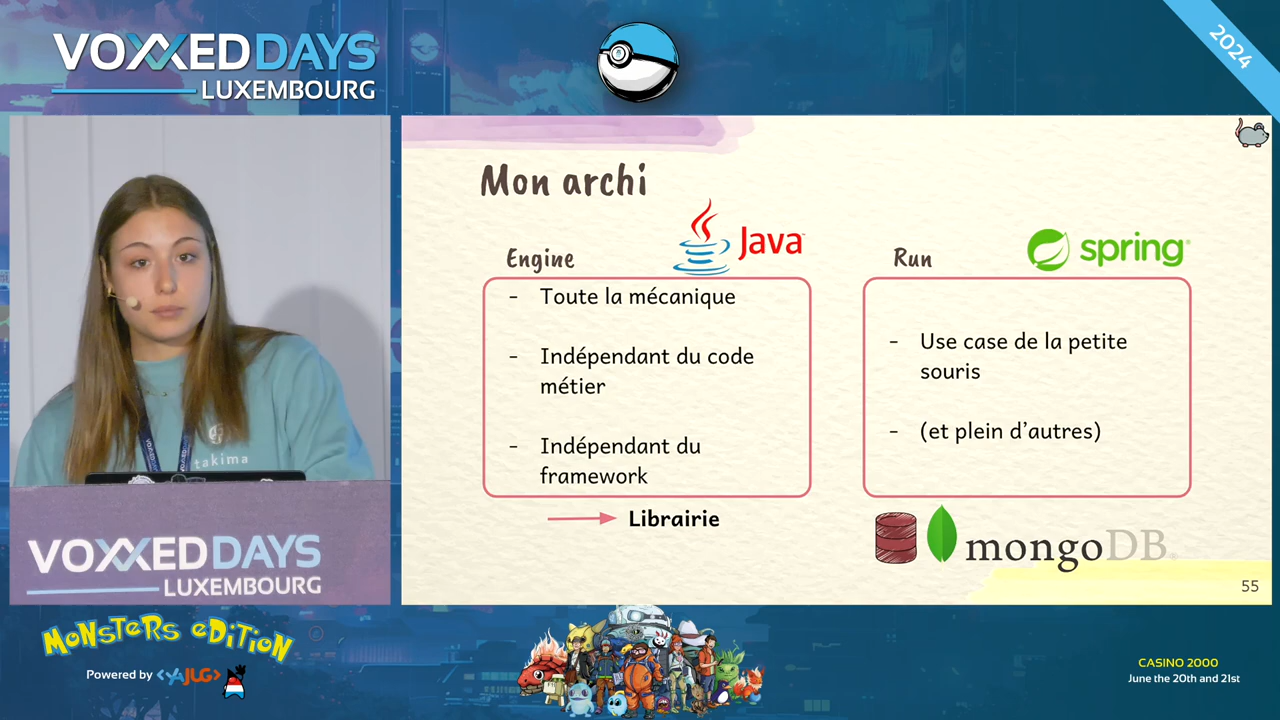 VOXXEDDAYS
LUXEMBOURG
2024
Mon archi
Engine
Java
Run
spring
- Toute la mécanique
- Indépendant du code
métier
- Indépendant du
framework
- Use case de la petite
souris
- (et plein d'autres)
Librairie
mongoDB
55
takima
VOXXEDDAYS
LUXEMBOURG
MONSTERS EDITION
Powered by <YAJUG>
CASINO 2000
June the 20th and 21st